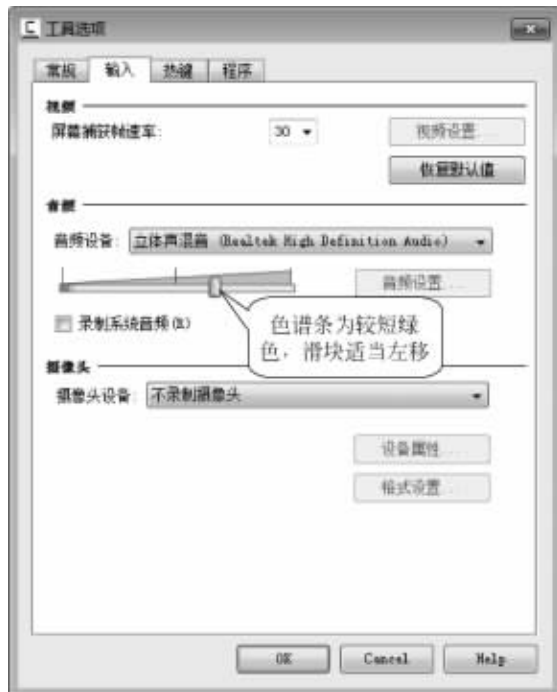 工具选项
常规 输入 热键 程序
视频
屏幕捕获帧速率: 30 视频设置...
恢复默认值
音频
音频设备: 立体声混音 (Realtek High Definition Audio)
音频设置...
录制系统音频(R)
色谱条为较短绿
色,滑块适当左移
摄像头
摄像头设备: 不录制摄像头
设备属性...
格式设置...
OK Cancel Help